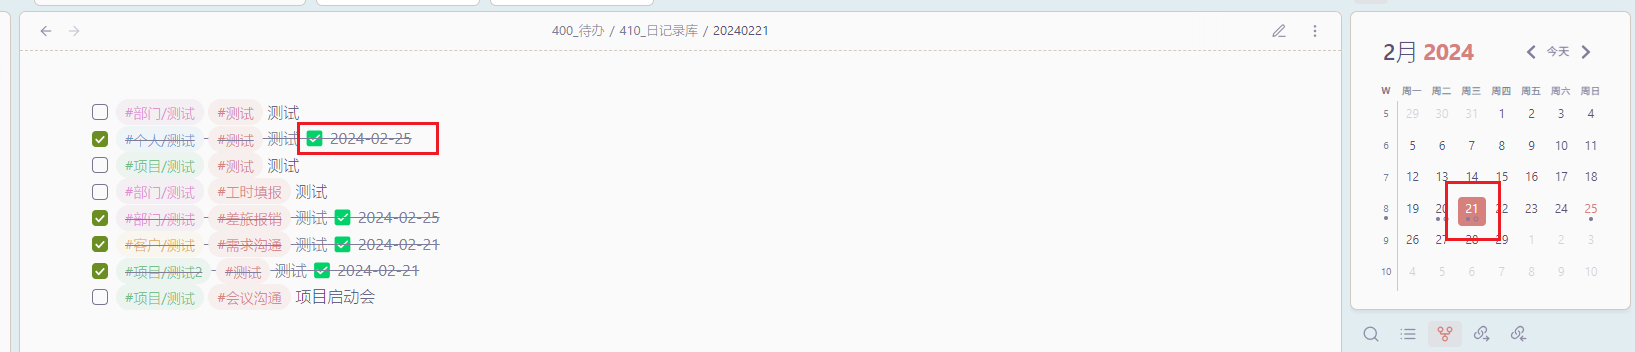 400_待办 / 410_日记录库 / 20240221
#部门/测试 #测试 测试
#个人/测试 #测试 测试 ✅ 2024-02-25
#项目/测试 #测试 测试
#部门/测试 #工时填报 测试
#部门/测试 #差旅报销 测试 ✅ 2024-02-25
#客户/测试 #需求沟通 测试 ✅ 2024-02-21
#项目/测试2 #测试 测试 ✅ 2024-02-21
#项目/测试 #会议沟通 项目启动会
2月 2024 今天
W 周一 周二 周三 周四 周五 周六 周日
5 29 30 31 1 2 3 4
6 5 6 7 8 9 10 11
7 12 13 14 15 16 17 18
8 19 20 21 22 23 24 25
9 26 27 28 29 1 2 3
10 4 5 6 7 8 9 10